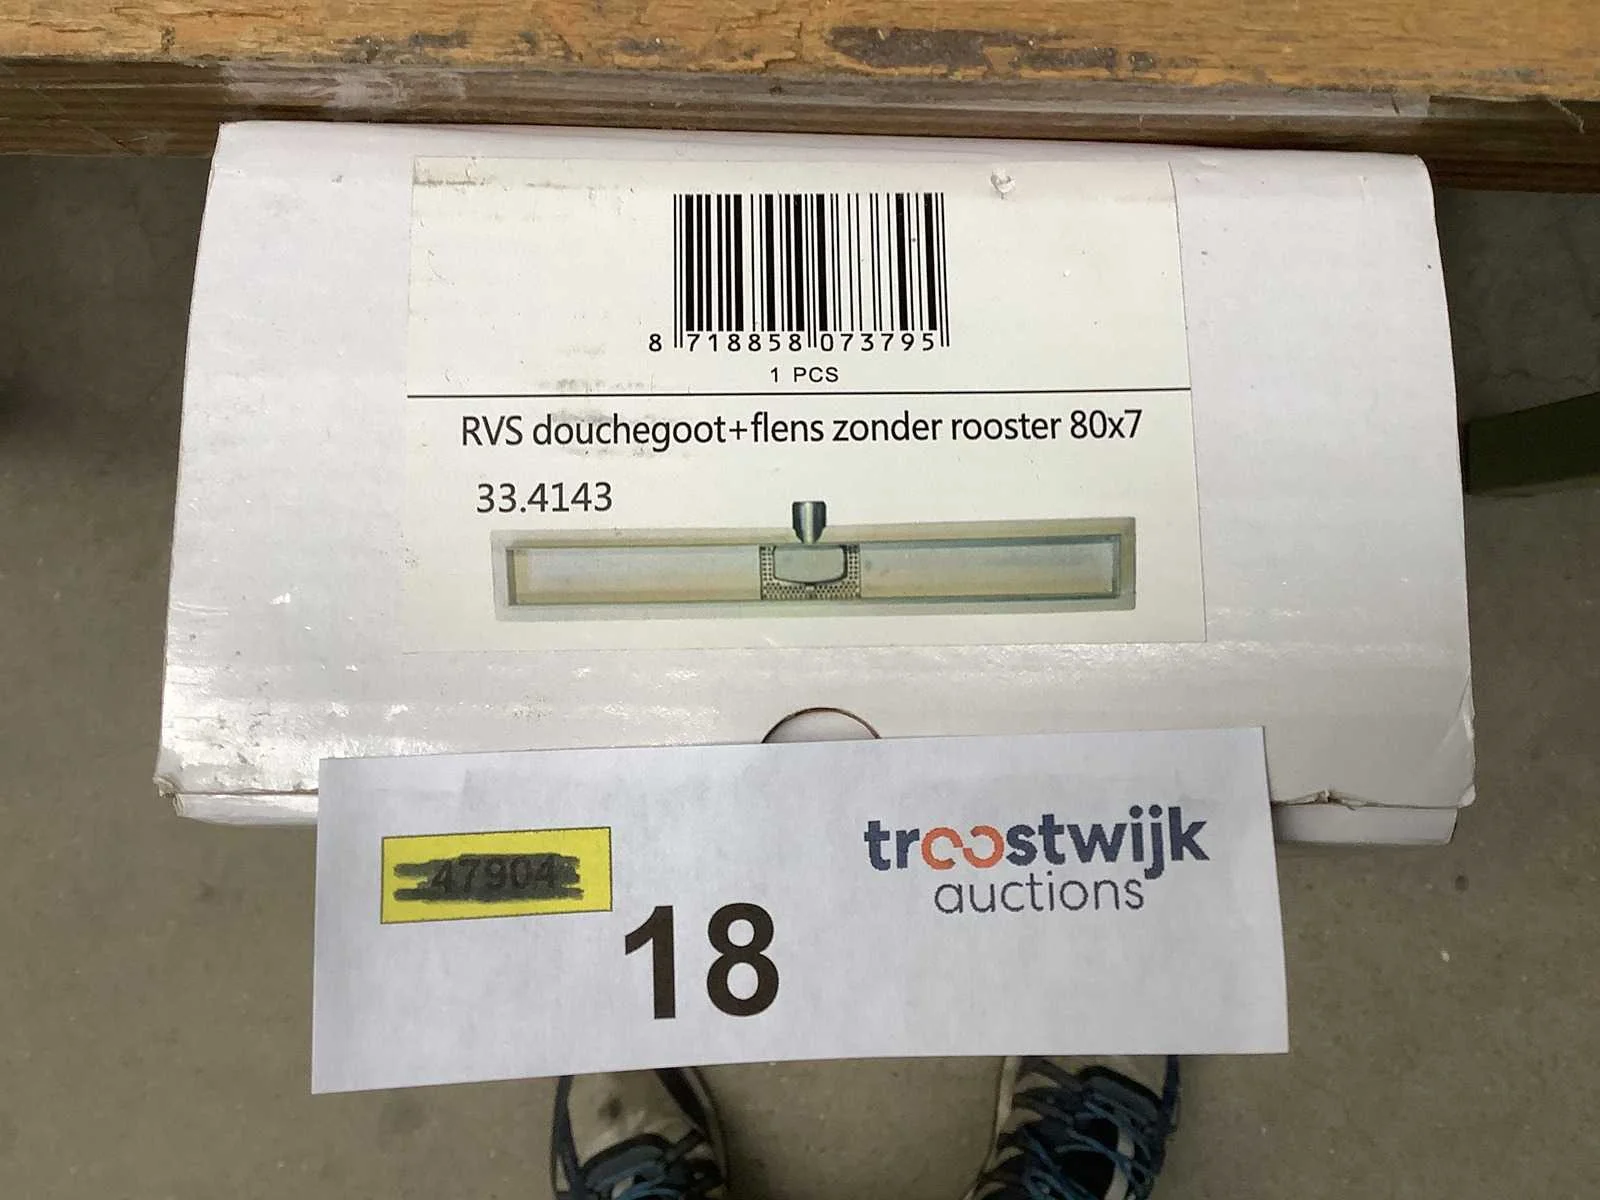 8 718858 073795
1 PCS
RVS douchegoot+flens zonder rooster 80x7
33.4143
47904
18
troostwijk
auctions